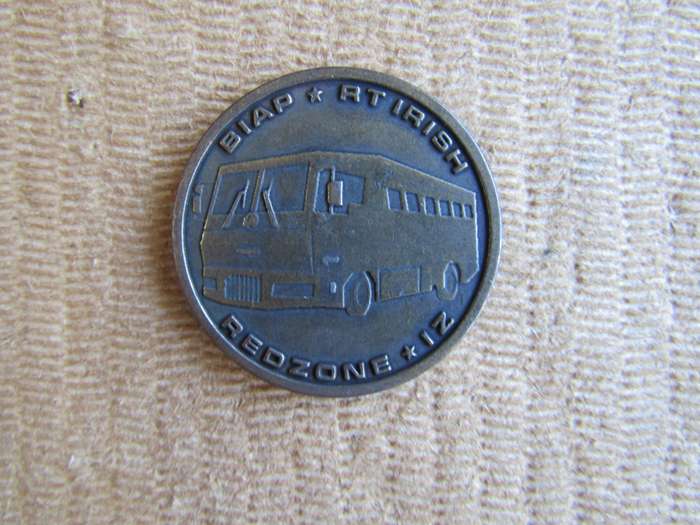 BIAP ★ RT IRISH
REDZONE ★ IZ